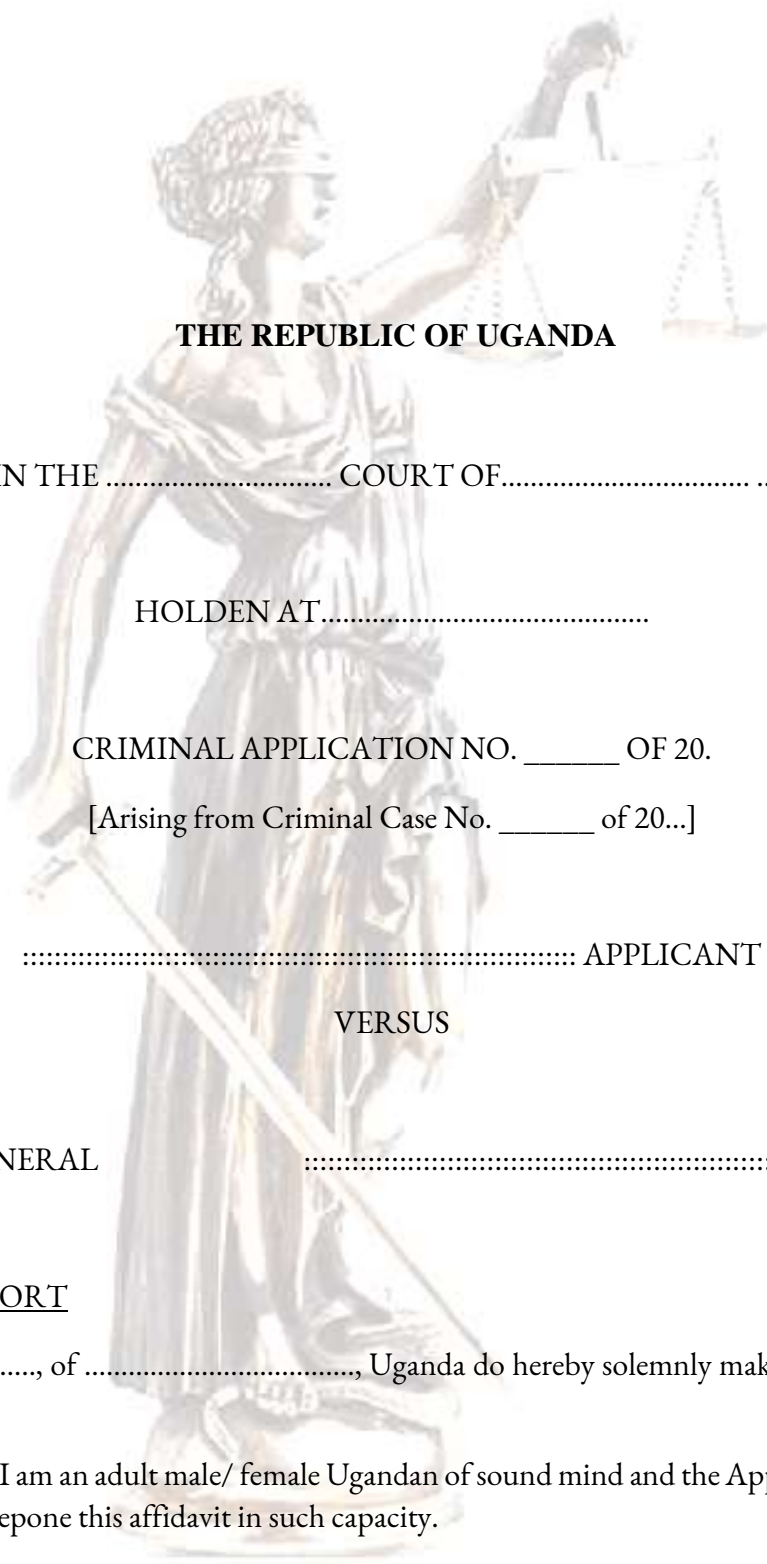 THE REPUBLIC OF UGANDA
IN THE ............................... COURT OF.................................. ..
HOLDEN AT.............................................
CRIMINAL APPLICATION NO. ______ OF 20.
[Arising from Criminal Case No. ______ of 20...]
::::::::::::::::::::::::::::::::::::::::::::::::::::::::::::::::::::: APPLICANT
VERSUS
NERAL ::::::::::::::::::::::::::::::::::::::::::::::::::::::::::
ORT
....., of ....................................., Uganda do hereby solemnly mak
I am an adult male/ female Ugandan of sound mind and the App
epone this affidavit in such capacity.